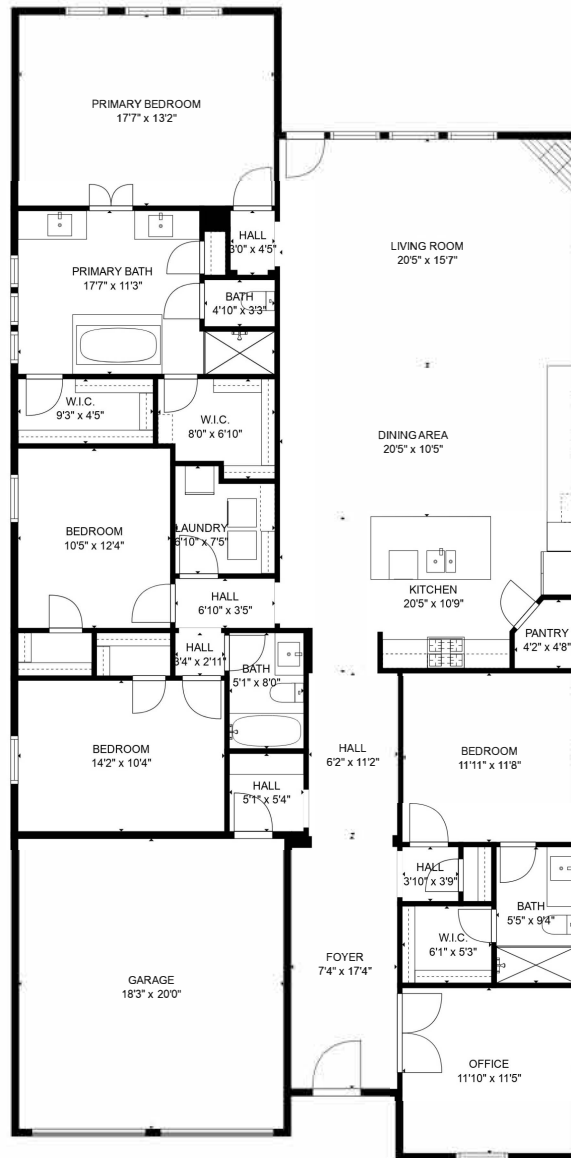 PRIMARY BEDROOM
17'7" x 13'2"
HALL
3'0" x 4'5"
LIVING ROOM
20'5" x 15'7"
PRIMARY BATH
17'7" x 11'3"
BATH
4'10" x 3'3"
W.I.C.
9'3" x 4'5"
W.I.C.
8'0" x 6'10"
DINING AREA
20'5" x 10'5"
BEDROOM
10'5" x 12'4"
LAUNDRY
6'10" x 7'5"
HALL
6'10" x 3'5"
KITCHEN
20'5" x 10'9"
PANTRY
4'2" x 4'8"
HALL
3'4" x 2'11"
BATH
5'1" x 8'0"
BEDROOM
14'2" x 10'4"
HALL
6'2" x 11'2"
BEDROOM
11'11" x 11'8"
HALL
5'1" x 5'4"
HALL
3'10" x 3'9"
BATH
5'5" x 9'4"
W.I.C.
6'1" x 5'3"
FOYER
7'4" x 17'4"
GARAGE
18'3" x 20'0"
OFFICE
11'10" x 11'5"